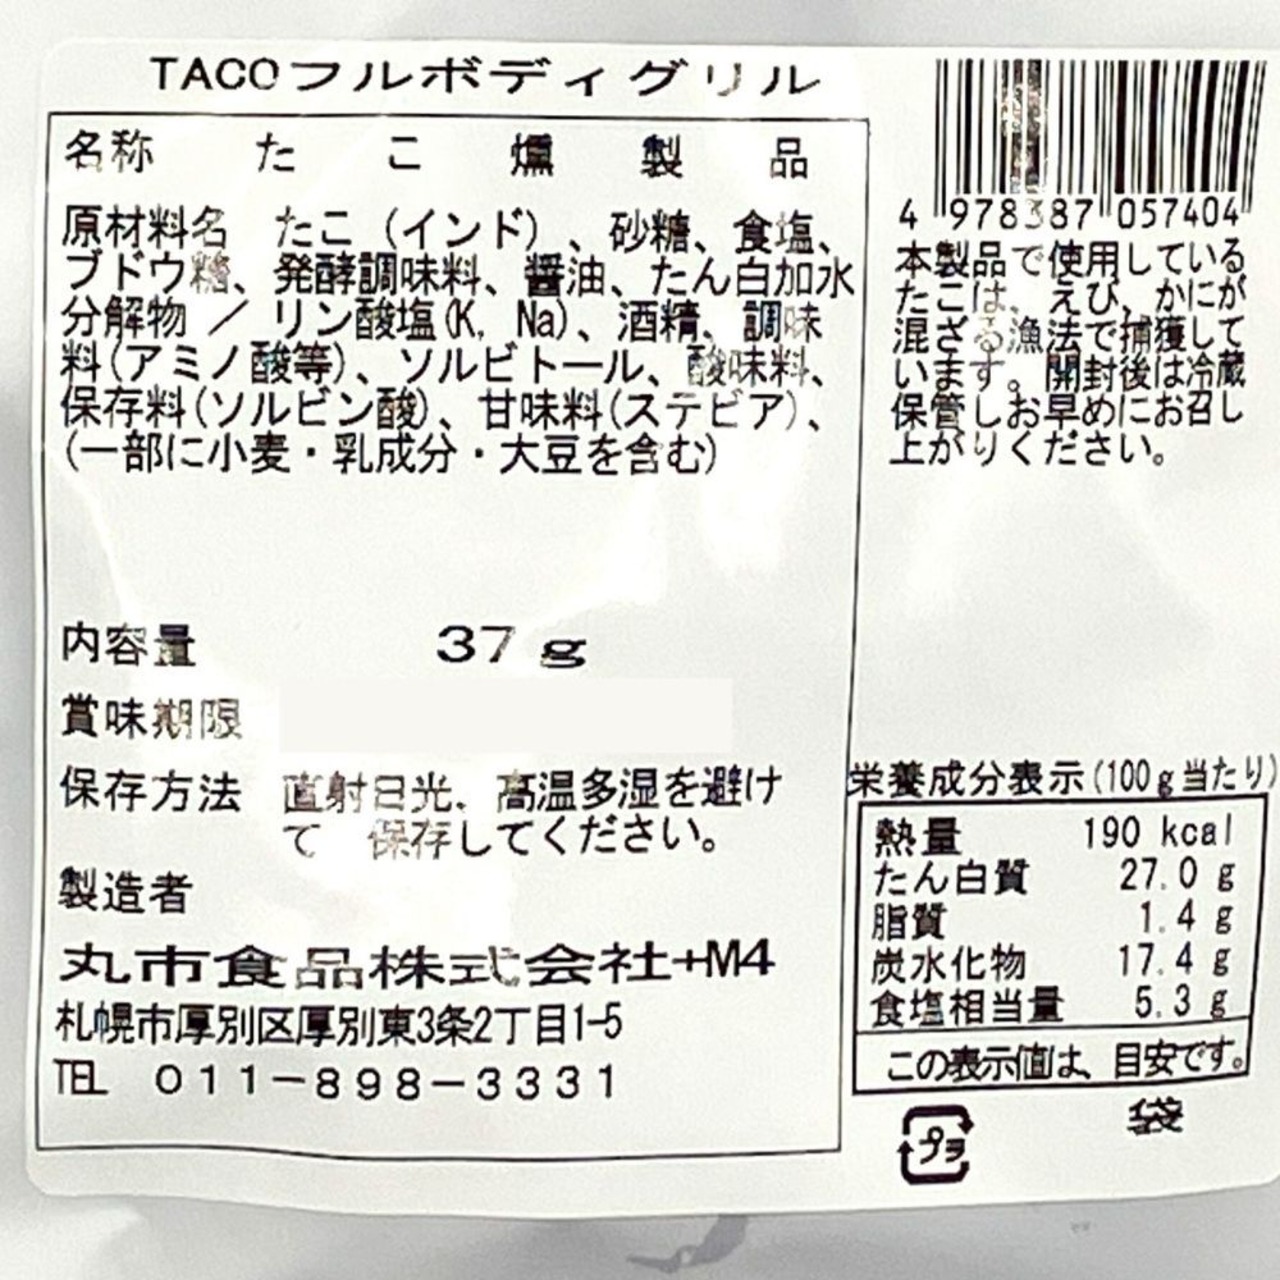 TACOフルボディグリル
名称 たこ燻製品
原材料名 たこ（インド）、砂糖、食塩、
ブドウ糖、発酵調味料、醤油、たん白加水
分解物／リン酸塩(K, Na)、酒精、調味
料(アミノ酸等)、ソルビトール、酸味料、
保存料(ソルビン酸)、甘味料(ステビア)、
(一部に小麦・乳成分・大豆を含む)
内容量 37g
賞味期限
保存方法 直射日光、高温多湿を避け
て 保存してください。
製造者
丸市食品株式会社+M4
札幌市厚別区厚別東3条2丁目1-5
TEL 011-898-3331
4 978387 057404
本製品で使用している
たこは、えび、かにが
混ざる漁法で捕獲して
います。開封後は冷蔵
保管しお早めにお召し
上がりください。
栄養成分表示(100g当たり)
熱量 190 kcal
たん白質 27.0 g
脂質 1.4 g
炭水化物 17.4 g
食塩相当量 5.3 g
この表示値は、目安です。
プラ
袋